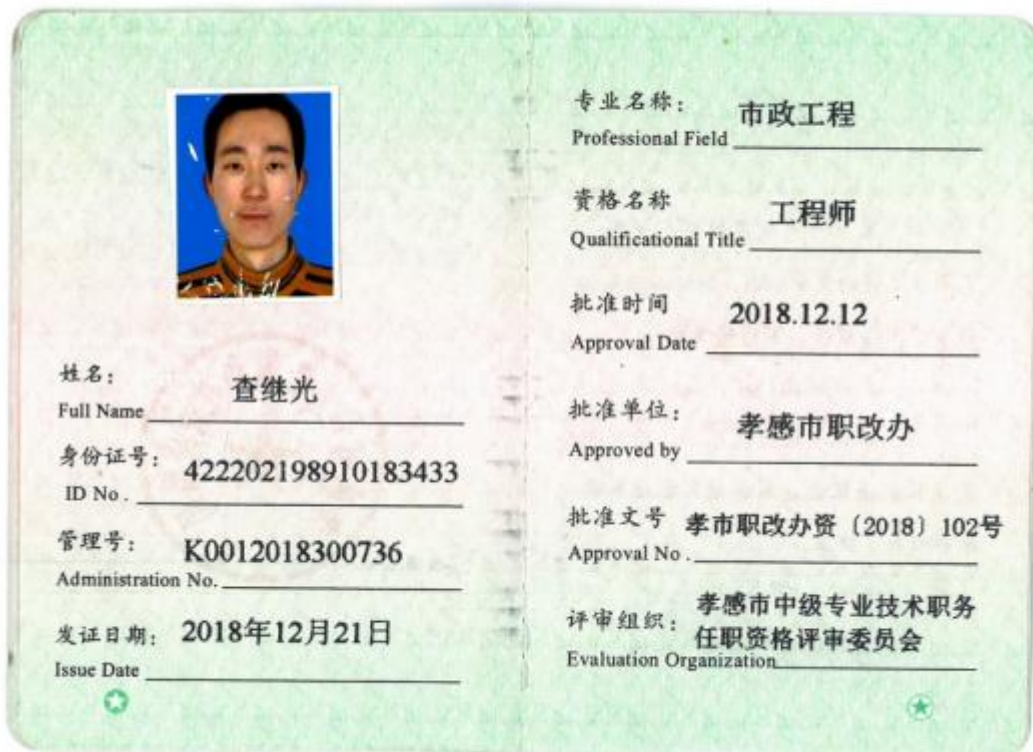 姓名：
查继光
Full Name
身份证号：
422202198910183433
ID No .
管理号：
K0012018300736
Administration No.
发证日期：
2018年12月21日
Issue Date
专业名称：
市政工程
Professional Field
资格名称
工程师
Qualificational Title
批准时间
2018.12.12
Approval Date
批准单位：
孝感市职改办
Approved by
批准文号
孝市职改办资〔2018〕102号
Approval No .
评审组织：
孝感市中级专业技术职务
任职资格评审委员会
Evaluation Organization